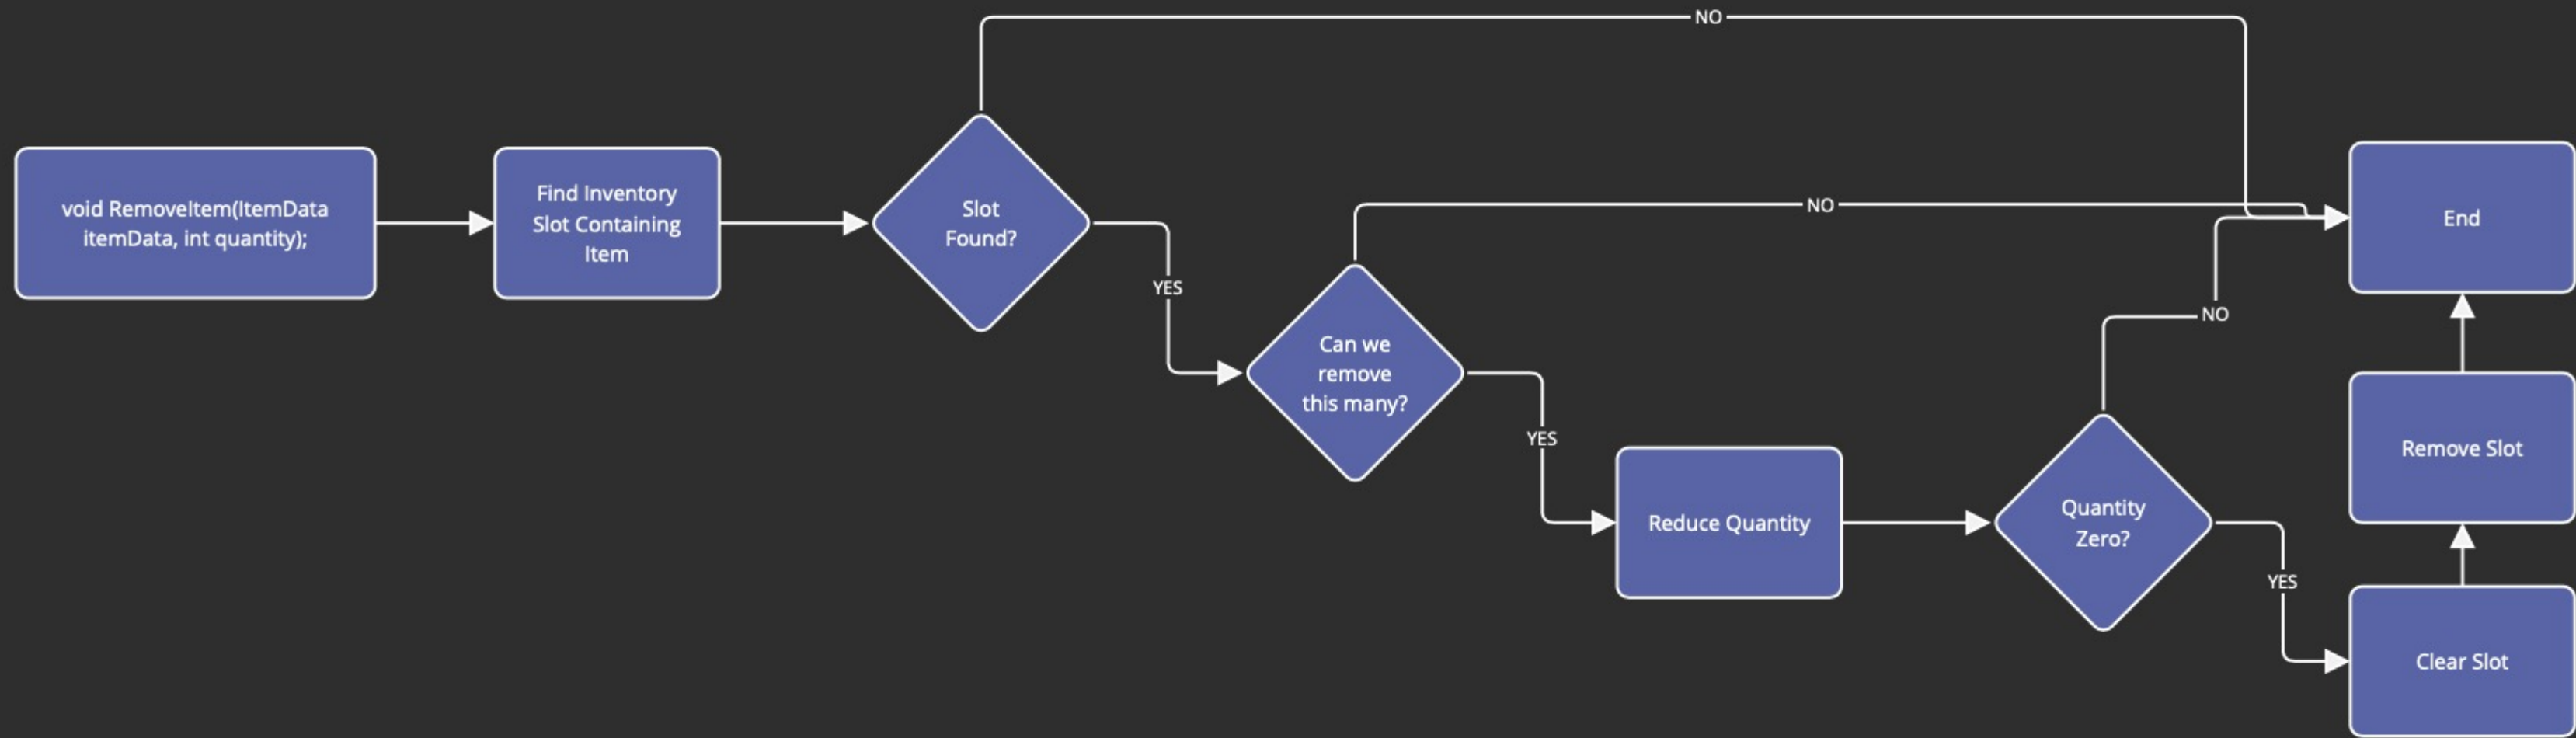 void RemoveItem(ItemData
itemData, int quantity);
Find Inventory
Slot Containing
Item
Slot
Found?
NO
YES
Can we
remove
this many?
NO
YES
Reduce Quantity
Quantity
Zero?
NO
YES
Clear Slot
Remove Slot
End